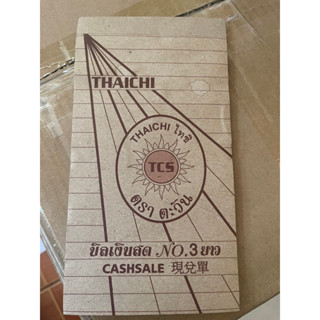 THAICHI
THAICHI ไทชิ
TCS
ตรา ตะวัน
บิลเงินสด NO.3 ยาว
CASHSALE 現兌單